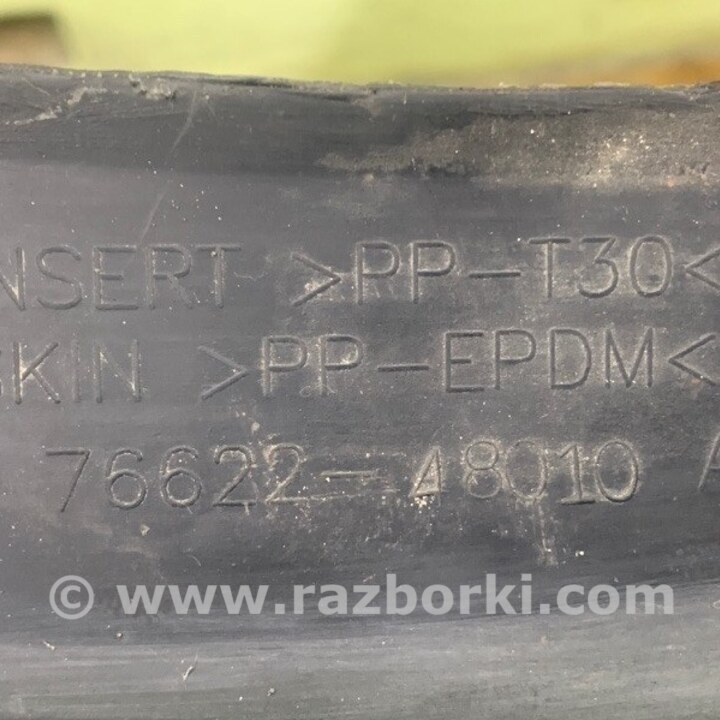 NSERT >PP-T30<
SKIN >PP-EPDM<
76622-48010 A
© www.razborki.com